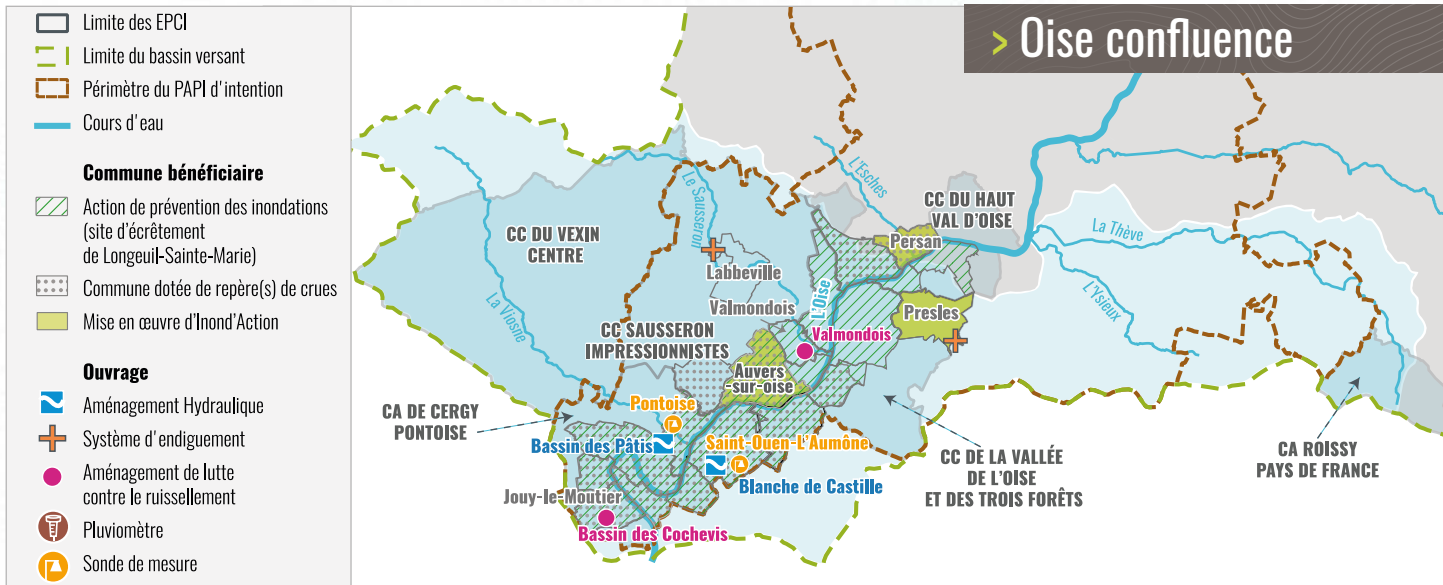 Limite des EPCI
Limite du bassin versant
Périmètre du PAPI d'intention
Cours d'eau
Commune bénéficiaire
Action de prévention des inondations
(site d'écrêtement
de Longeuil-Sainte-Marie)
Commune dotée de repère(s) de crues
Mise en œuvre d'Inond'Action
Ouvrage
Aménagement Hydraulique
Système d'endiguement
Aménagement de lutte
contre le ruissellement
Pluviomètre
Sonde de mesure
> Oise confluence
L'Esches
Le Sausseron
CC DU HAUT
VAL D'OISE
CC DU VEXIN
CENTRE
Persan
La Thève
Labbeville
L'Ysieux
La Viosne
Valmondois
L'Oise
Presles
CC SAUSSERON
IMPRESSIONNISTES
Valmondois
Auvers
-sur-oise
CA DE CERGY
PONTOISE
Pontoise
Bassin des Pâtis
Saint-Ouen-L'Aumône
Blanche de Castille
CC DE LA VALLÉE
DE L'OISE
ET DES TROIS FORÊTS
CA ROISSY
PAYS DE FRANCE
Jouy-le-Moutier
Bassin des Cochevis